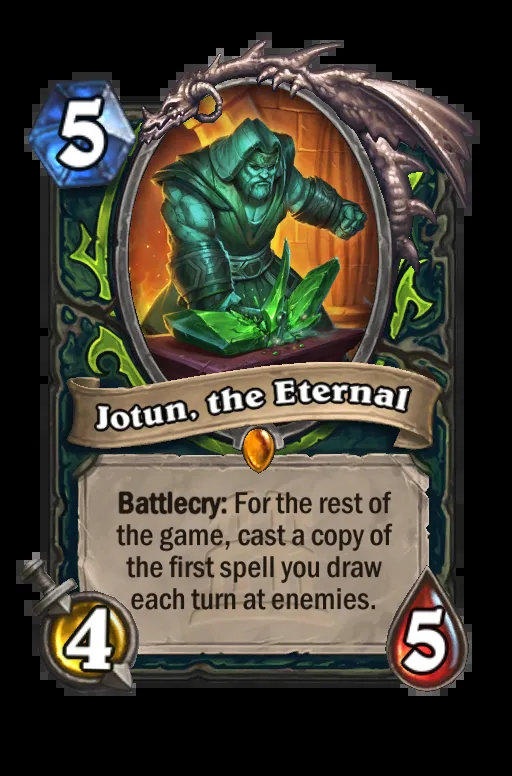 5
Jotun, the Eternal
Battlecry: For the rest of
the game, cast a copy of
the first spell you draw
each turn at enemies.
4
5